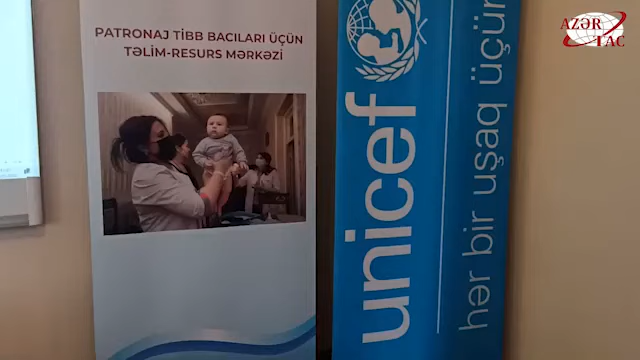 PATRONAJ TİBB BACILARI ÜÇÜN
TƏLİM-RESURS MƏRKƏZİ
unicef
hər bir uşaq üçün
AZƏR
TAC